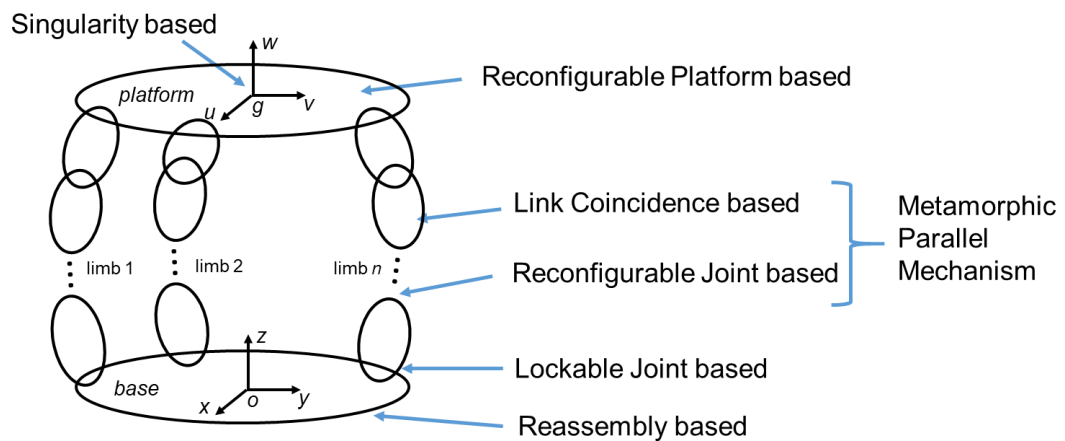 Singularity based
w
platform
Reconfigurable Platform based
u
g
v
Link Coincidence based
Metamorphic
Parallel
Mechanism
limb 1
limb 2
limb n
Reconfigurable Joint based
z
Lockable Joint based
base
x
o
y
Reassembly based